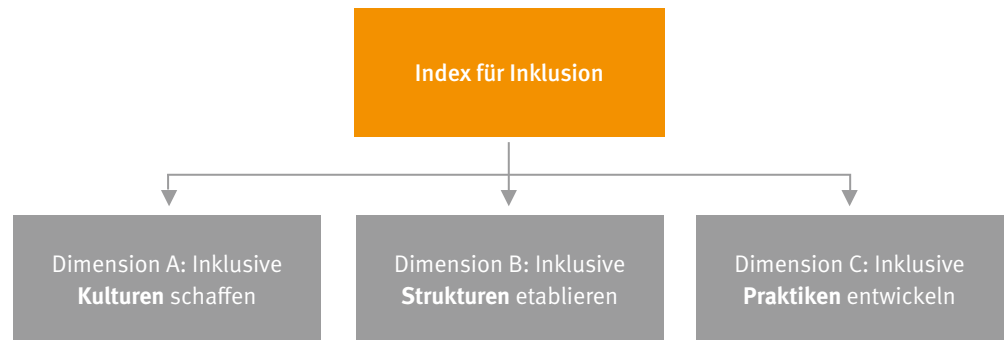 Index für Inklusion
Dimension A: Inklusive
Kulturen schaffen
Dimension B: Inklusive
Strukturen etablieren
Dimension C: Inklusive
Praktiken entwickeln